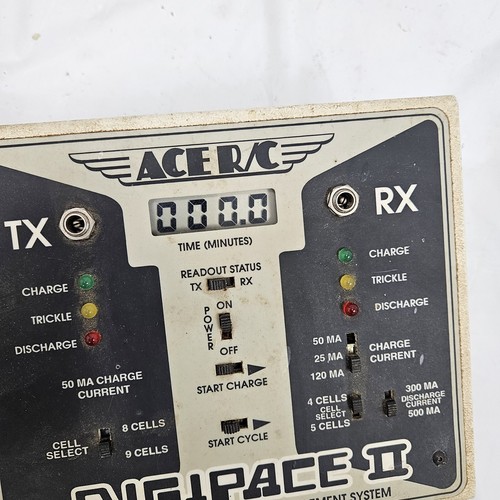 ACE R/C
000.0
TIME (MINUTES)
TX
RX
READOUT STATUS
TX RX
ON
POWER
OFF
START CHARGE
START CYCLE
CHARGE
TRICKLE
DISCHARGE
50 MA CHARGE
CURRENT
CELL
SELECT
8 CELLS
9 CELLS
CHARGE
TRICKLE
DISCHARGE
50 MA
25 MA
120 MA
CHARGE
CURRENT
4 CELLS
CELL
SELECT
5 CELLS
300 MA
DISCHARGE
CURRENT
500 MA
DIGIPACE II
SYSTEM